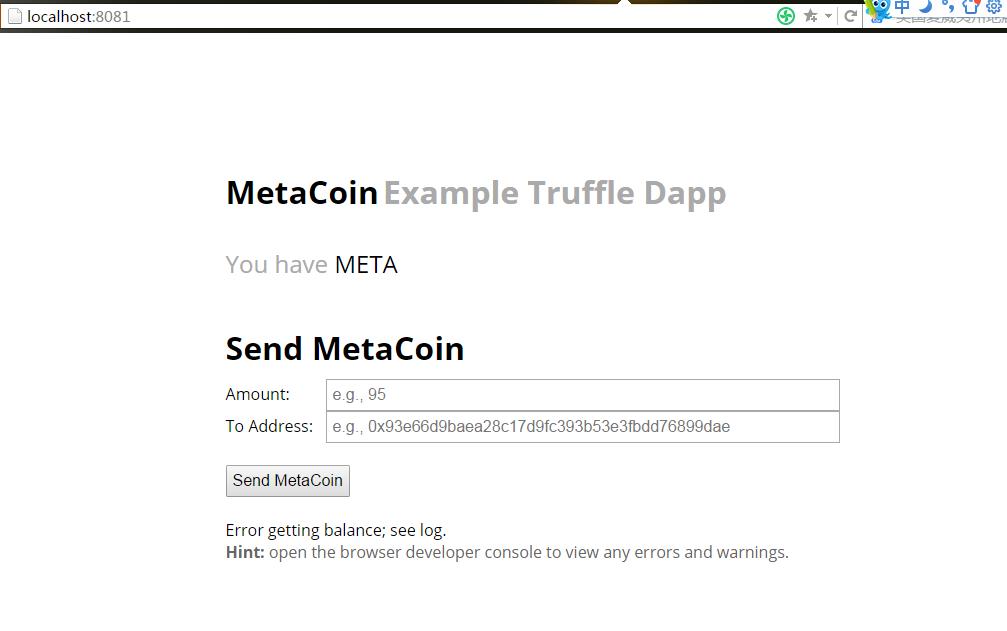 localhost:8081
中
MetaCoin Example Truffle Dapp
You have META
Send MetaCoin
Amount: e.g., 95
To Address: e.g., 0x93e66d9baea28c17d9fc393b53e3fbdd76899dae
Send MetaCoin
Error getting balance; see log.
Hint: open the browser developer console to view any errors and warnings.